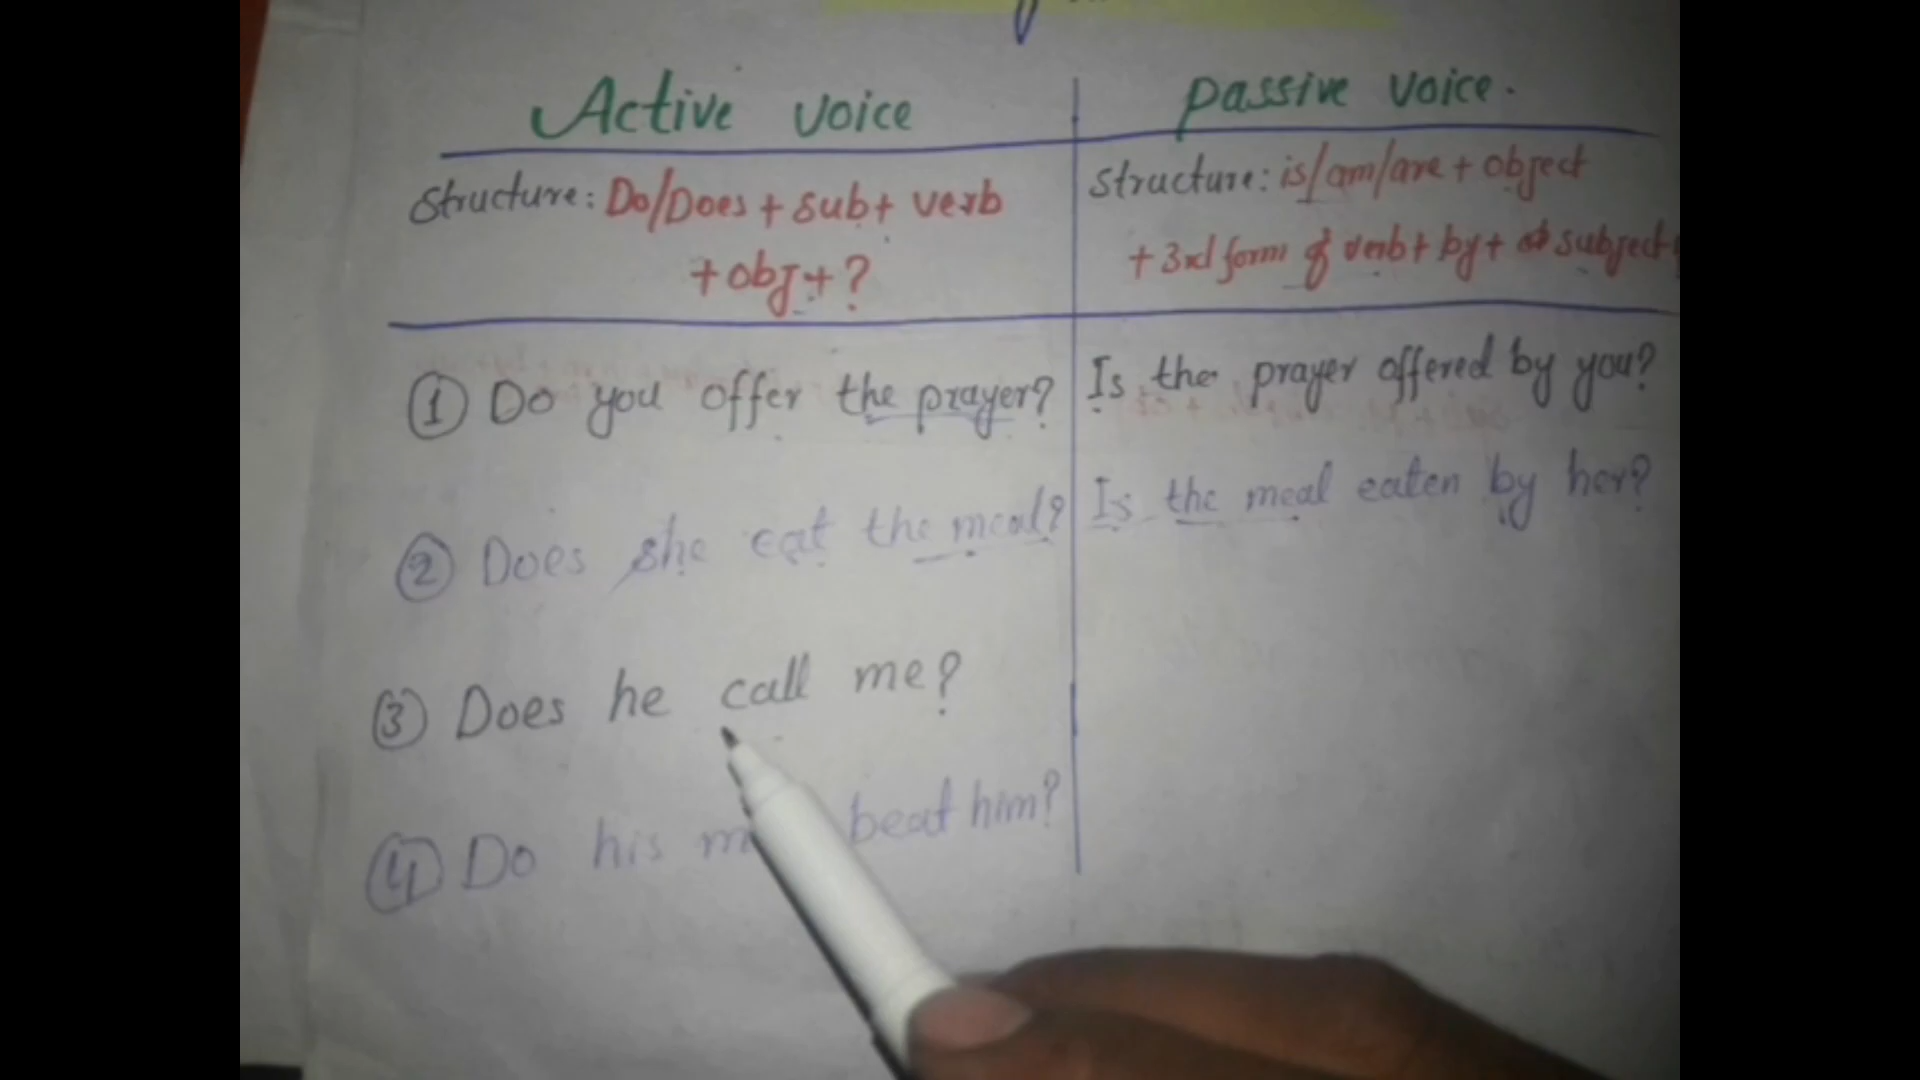 Active voice
passive voice.
Structure: Do/Does + sub + verb
+ obj + ?
Structure: is/am/are + object
+ 3rd form of verb + by + subject +
① Do you offer the prayer?
Is the prayer offered by you?
② Does she eat the meal?
Is the meal eaten by her?
③ Does he call me?
④ Do his beat him?